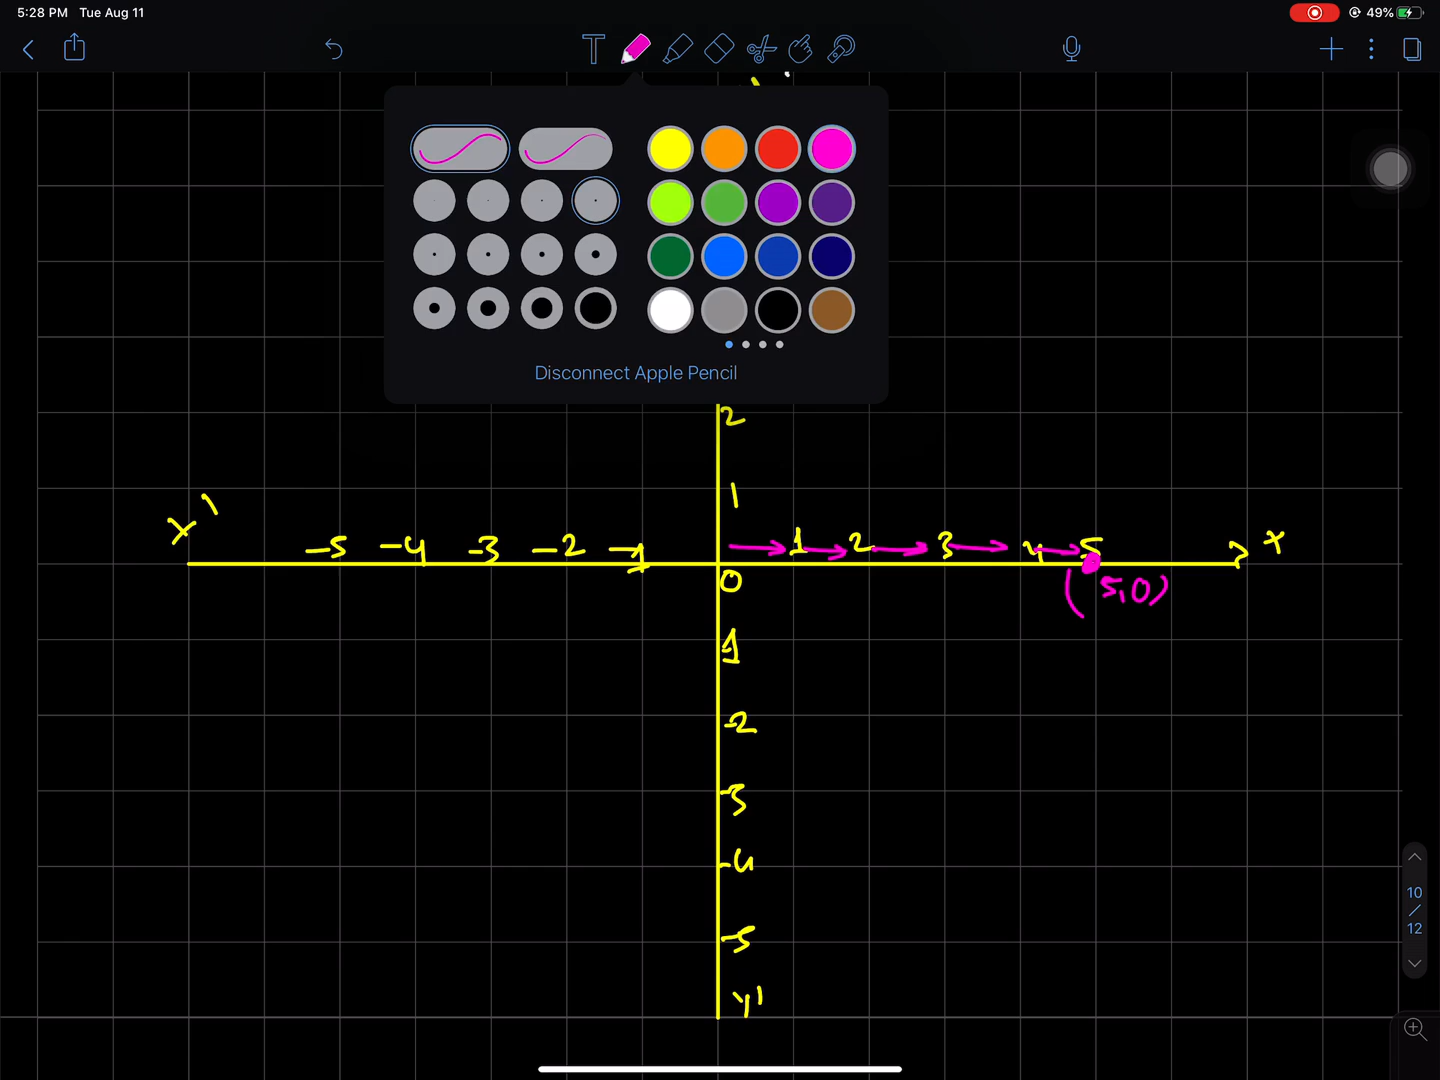 5:28 PM Tue Aug 11
49%
T
Disconnect Apple Pencil
2
1
x'
-5 -4 -3 -2 -1 1 2 3 4 5 x
0 (5,0)
-1
-2
-3
-4
-5
y'
10
/
12